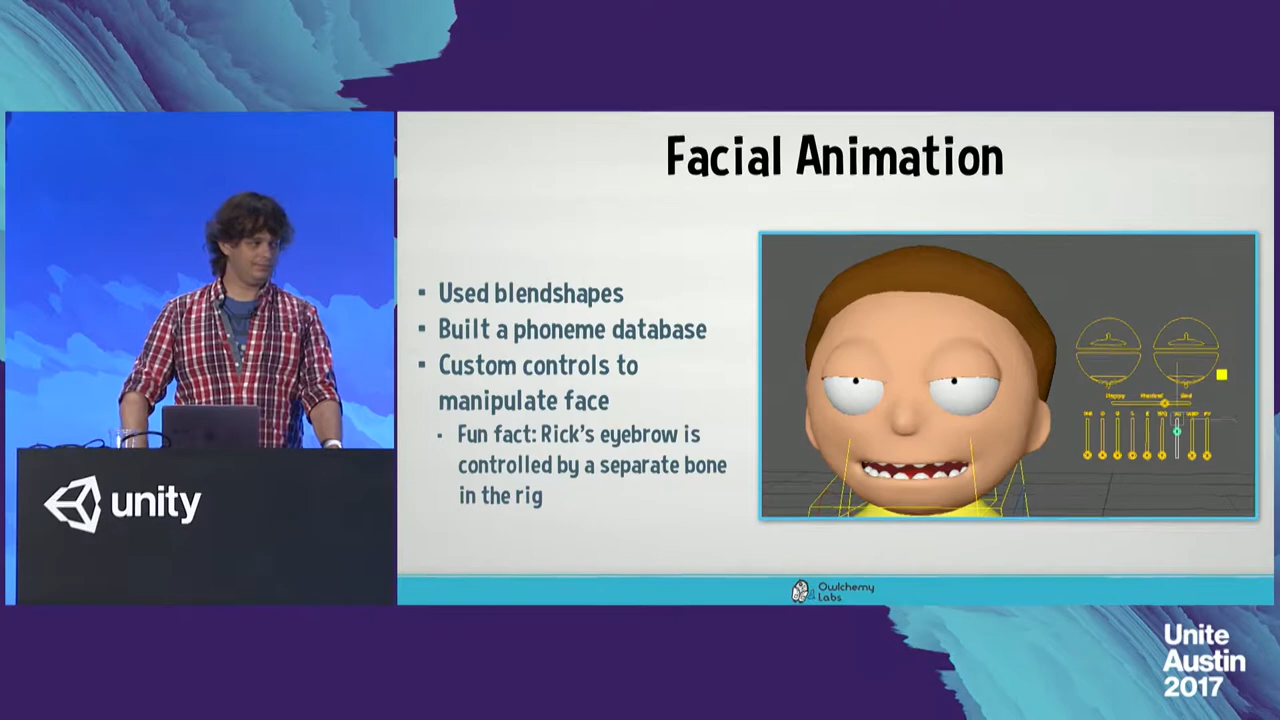 Facial Animation
▪ Used blendshapes
▪ Built a phoneme database
▪ Custom controls to
manipulate face
▪ Fun fact: Rick's eyebrow is
controlled by a separate bone
in the rig
unity
Owlchemy
Labs
Unite
Austin
2017